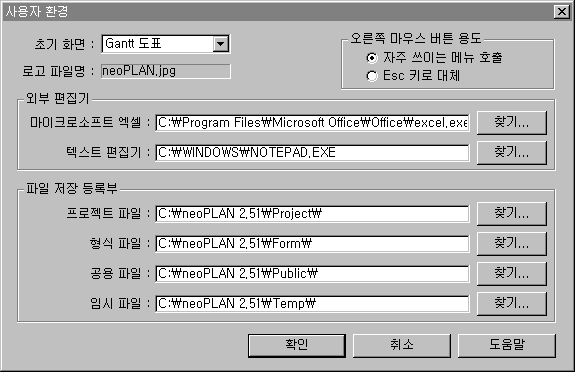 사용자 환경
초기 화면 : Gantt 도표
로고 파일명 : neoPLAN.jpg
오른쪽 마우스 버튼 용도
자주 쓰이는 메뉴 호출
Esc 키로 대체
외부 편집기
마이크로소프트 엑셀 : C:\Program Files\Microsoft Office\Office\excel.exe 찾기...
텍스트 편집기 : C:\WINDOWS\NOTEPAD.EXE 찾기...
파일 저장 등록부
프로젝트 파일 : C:\neoPLAN 2.51\Project\ 찾기...
형식 파일 : C:\neoPLAN 2.51\Form\ 찾기...
공용 파일 : C:\neoPLAN 2.51\Public\ 찾기...
임시 파일 : C:\neoPLAN 2.51\Temp\ 찾기...
확인 취소 도움말